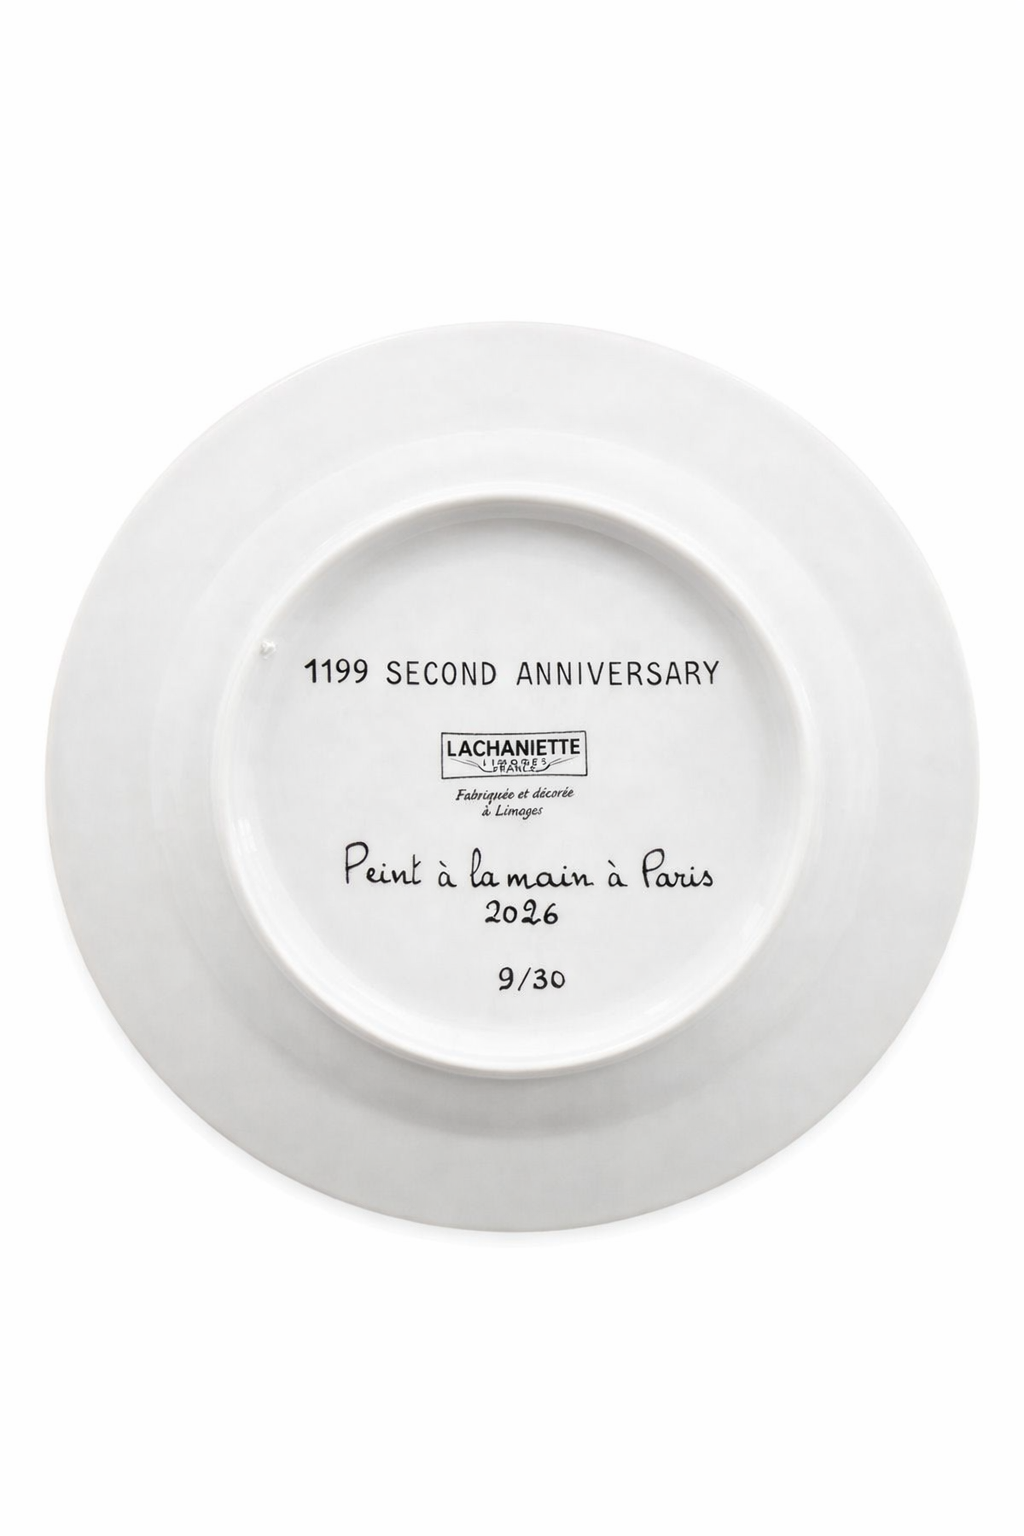 1199 SECOND ANNIVERSARY
LACHANIETTE
LIMOGES
FRANCE
Fabriquée et décorée
à Limoges
Peint à la main à Paris
2026
9/30